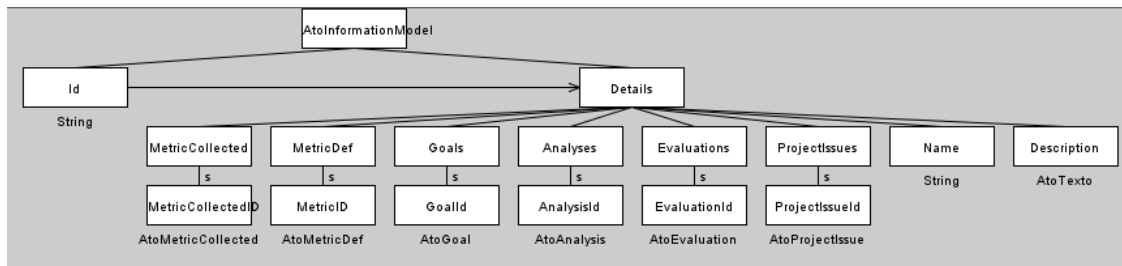 AtoInformationModel
Id
Details
String
MetricCollected
MetricDef
Goals
Analyses
Evaluations
ProjectIssues
Name
Description
s
s
s
s
s
s
String
AtoTexto
MetricCollectedID
MetricID
GoalId
AnalysisId
EvaluationId
ProjectIssueId
AtoMetricCollected
AtoMetricDef
AtoGoal
AtoAnalysis
AtoEvaluation
AtoProjectIssue